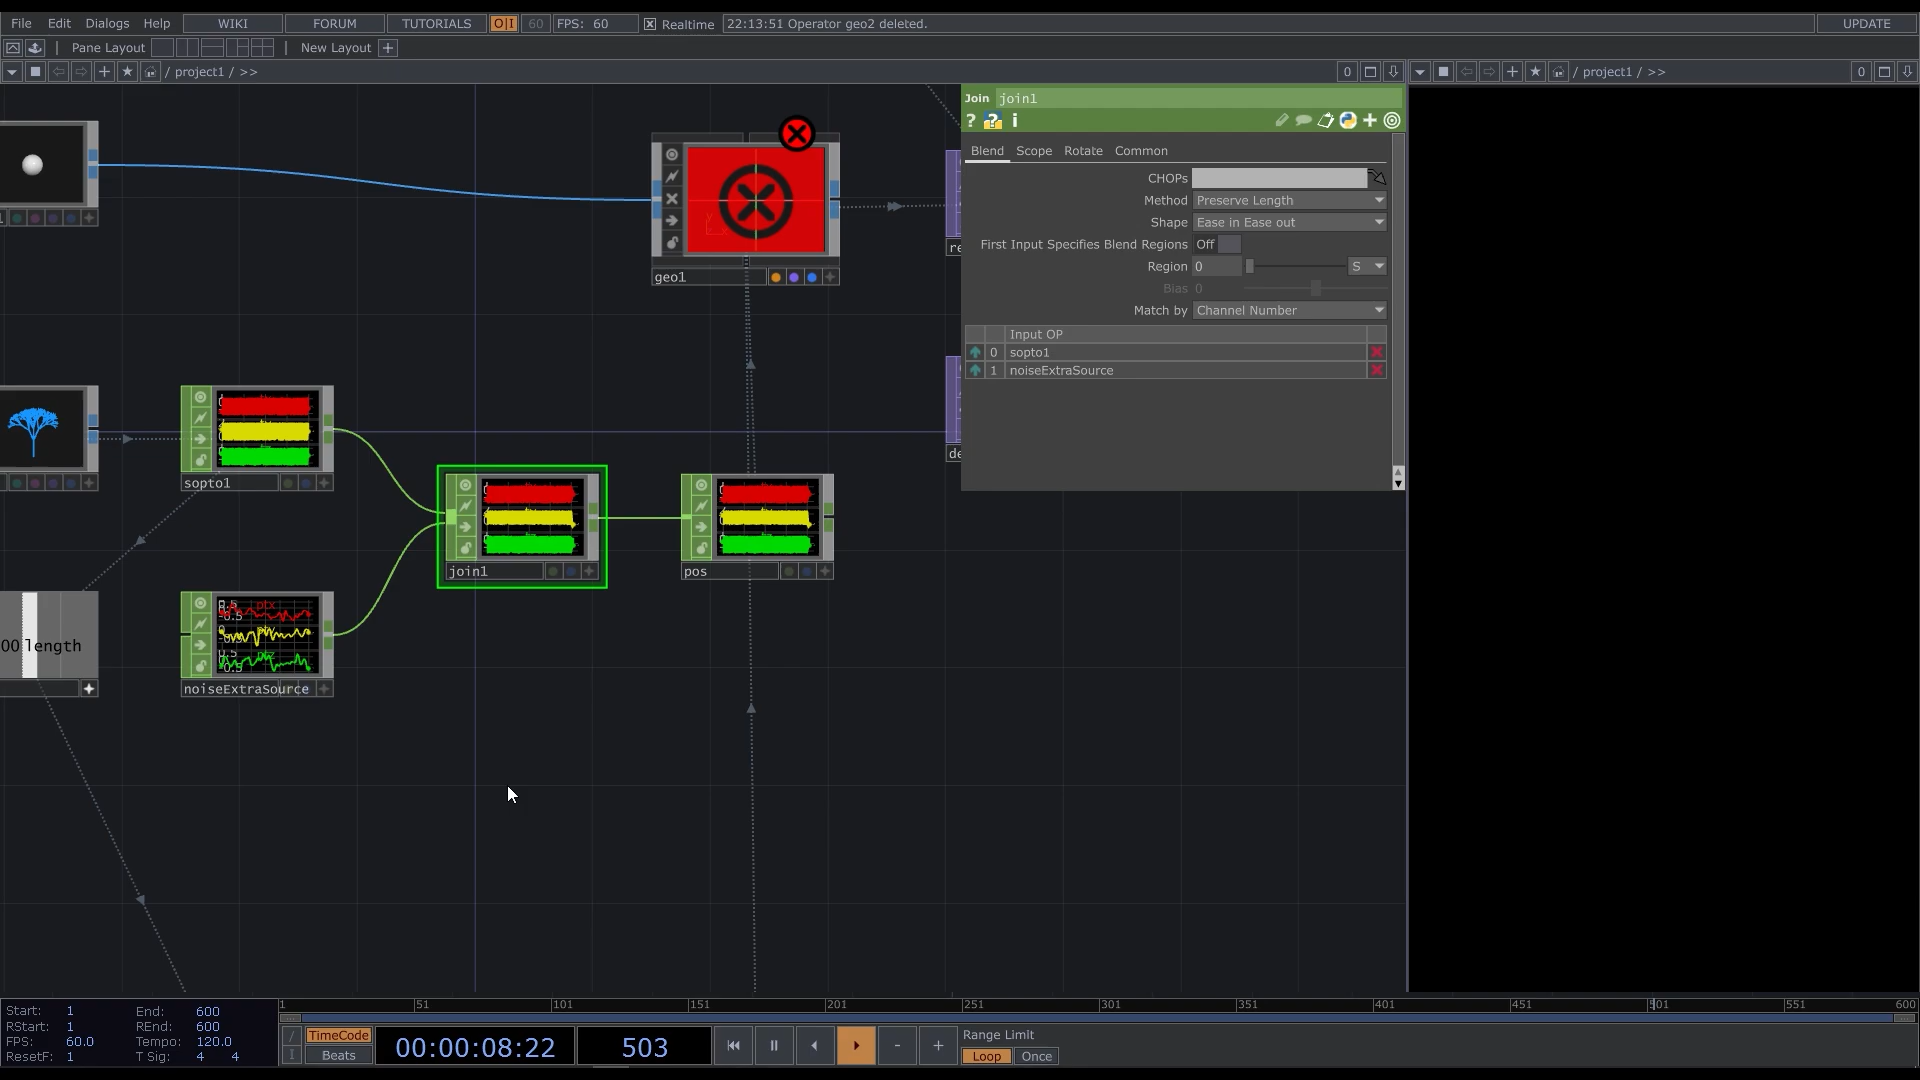 File Edit Dialogs Help WIKI FORUM TUTORIALS O|I 60 FPS: 60 Realtime 22:13:51 Operator geo2 deleted. UPDATE
Pane Layout New Layout +
/ project1 / >> 0 / project1 / >> 0
Join join1
? ? i
Blend Scope Rotate Common
CHOPs
Method Preserve Length
Shape Ease in Ease out
First Input Specifies Blend Regions Off
Region 0 S
Bias 0
Match by Channel Number
Input OP
0 sopto1
1 noiseExtraSource
geo1
re
de
sopto1
join1
pos
00 length
noiseExtraSource
1 51 101 151 201 251 301 351 401 451 501 551 600
Start: 1 End: 600
RStart: 1 REnd: 600
FPS: 60.0 Tempo: 120.0
ResetF: 1 T Sig: 4 4
TimeCode
Beats
00:00:08:22
503
Range Limit
Loop Once